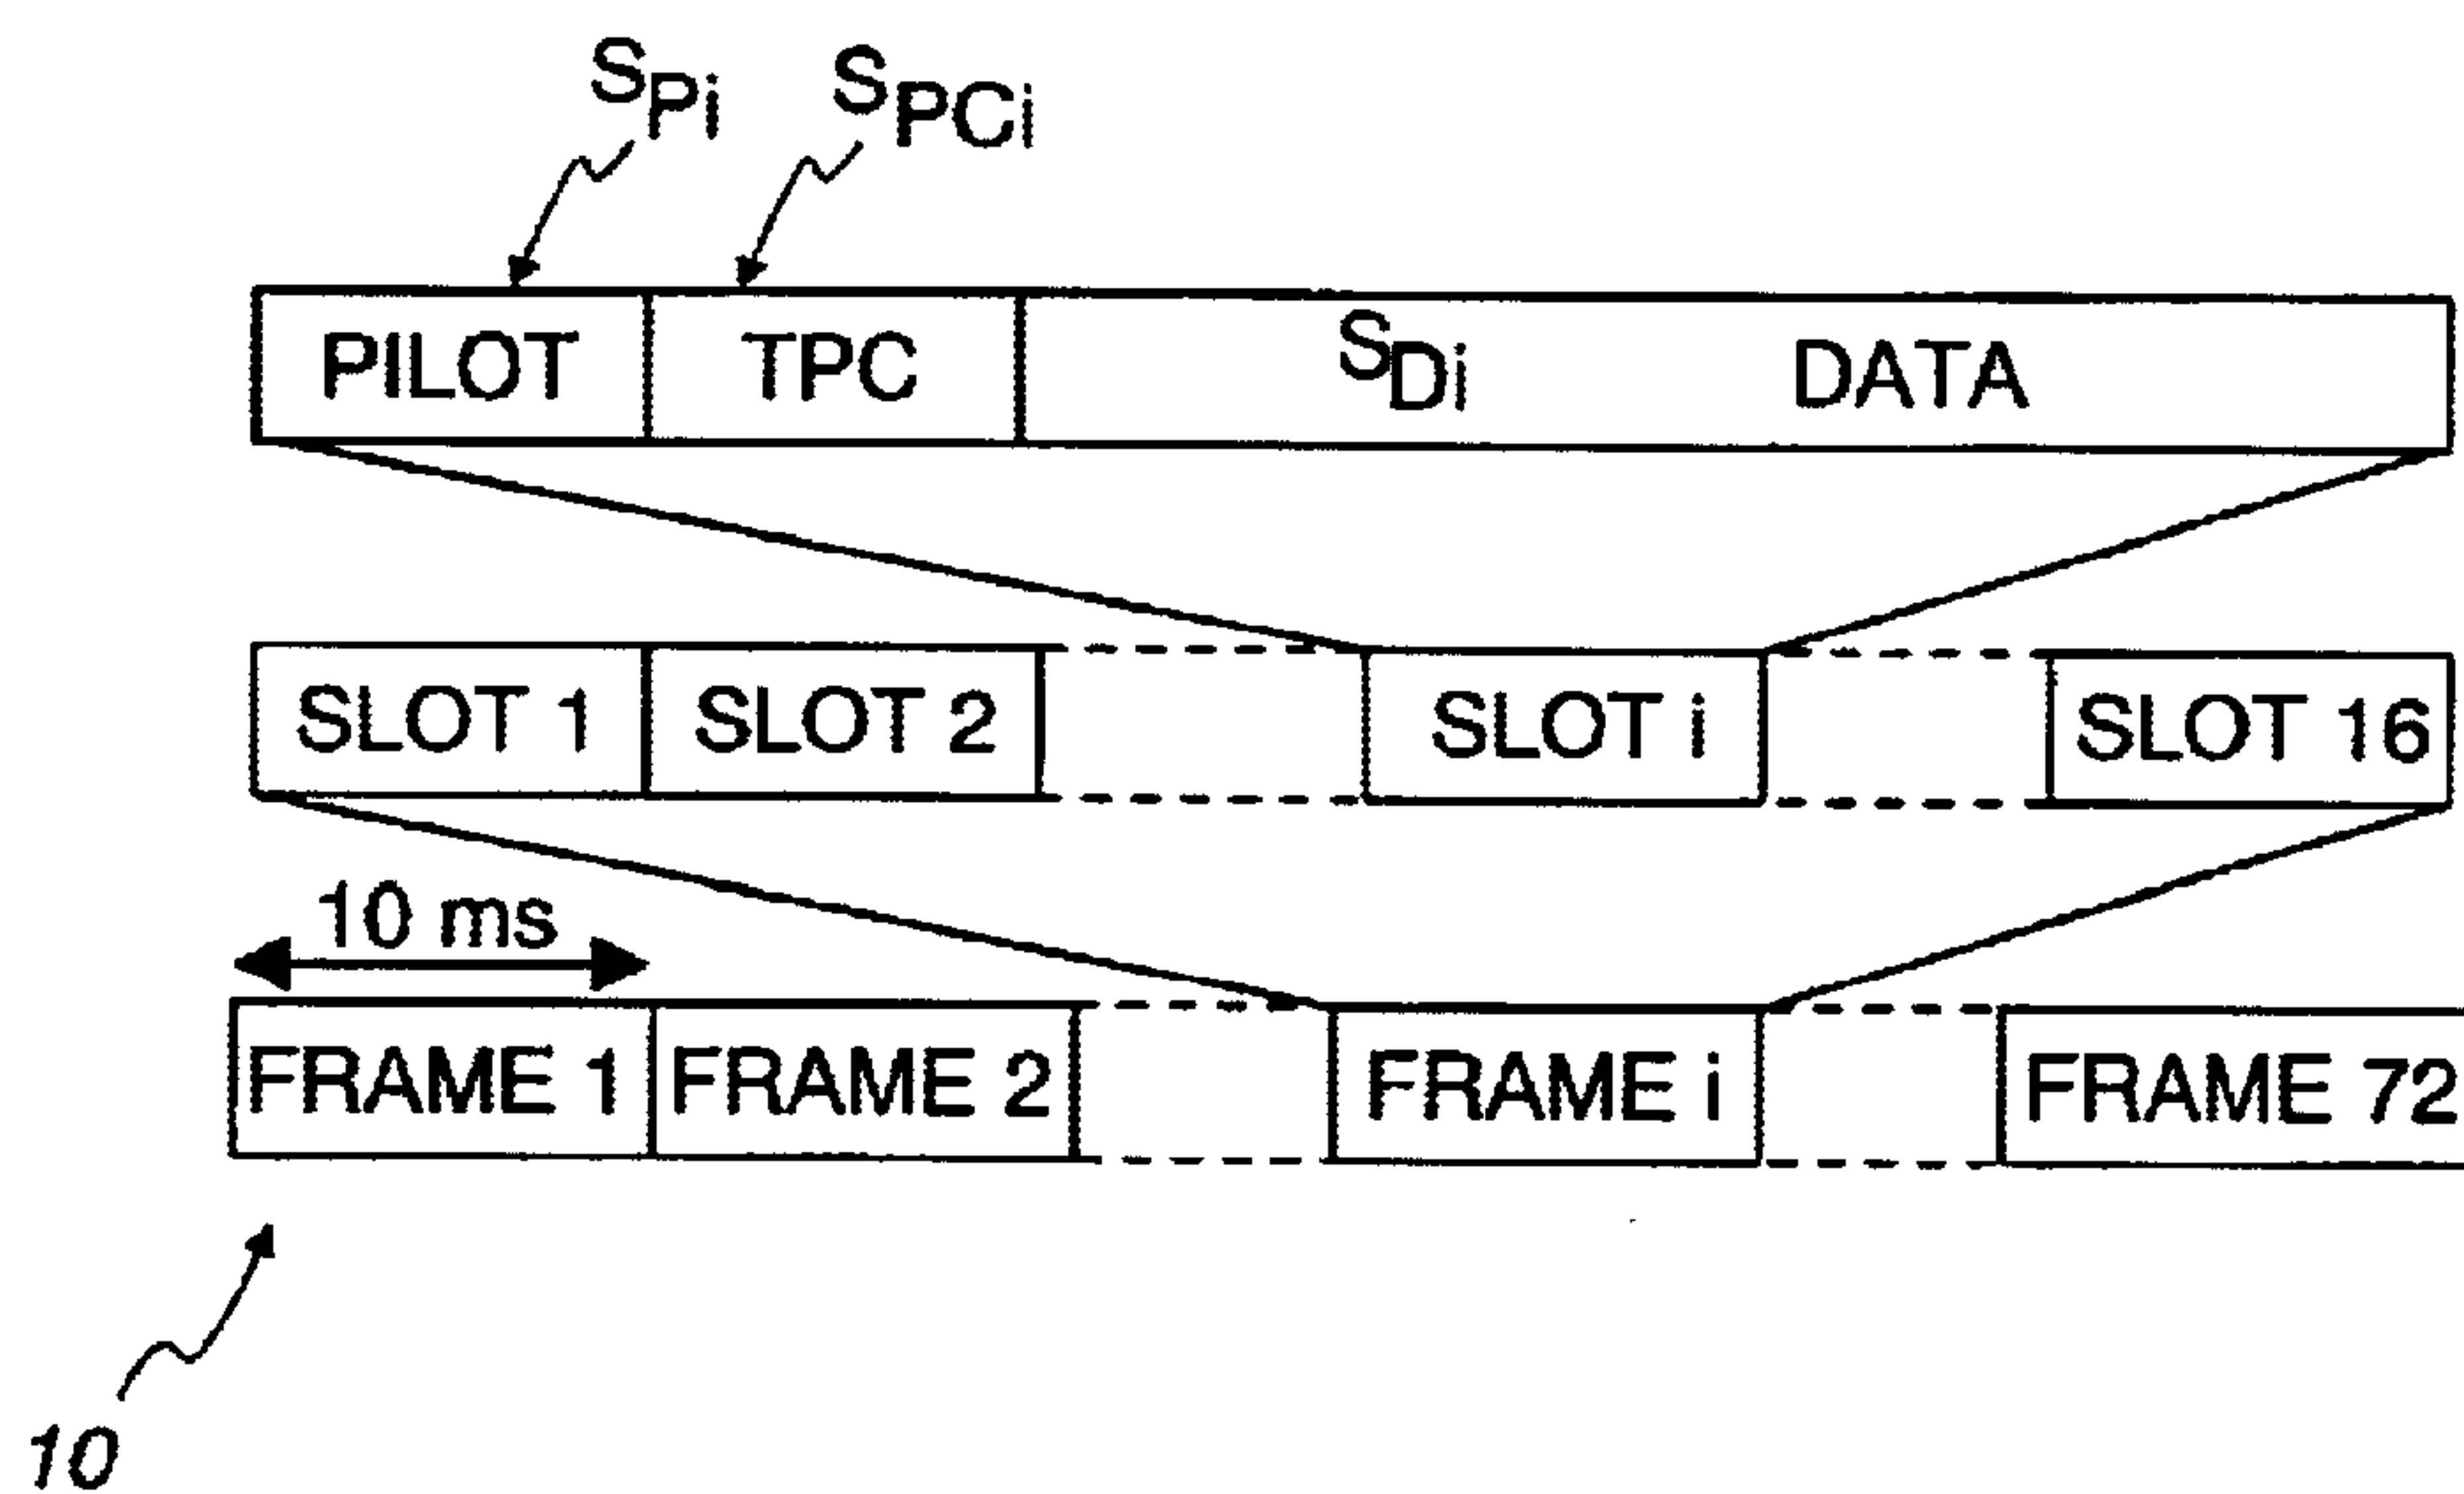 SPi SPCi
PILOT TPC SDi DATA
SLOT 1 SLOT 2 SLOT i SLOT 16
10 ms
FRAME 1 FRAME 2 FRAME i FRAME 72
10